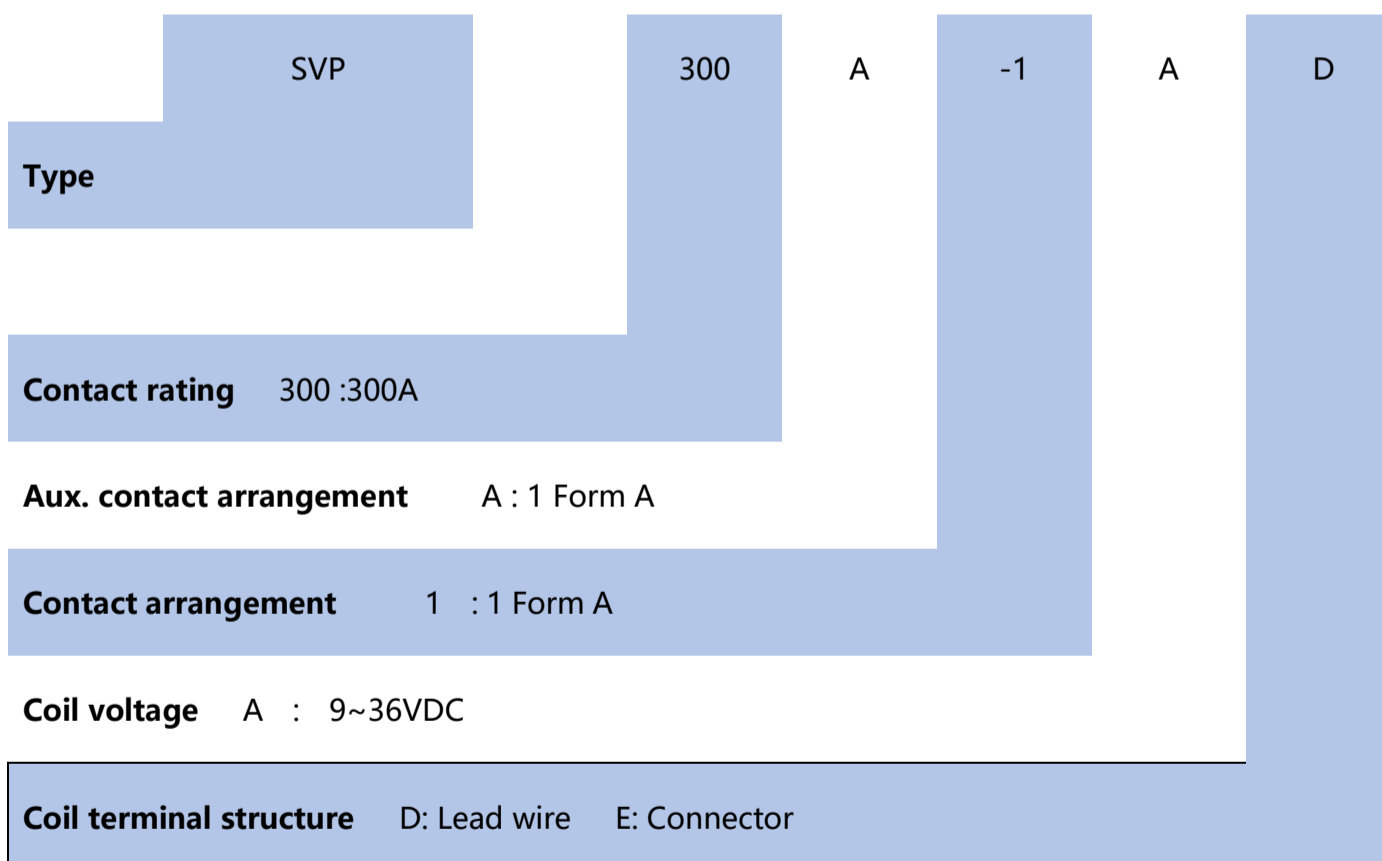 SVP 300 A -1 A D
Type
Contact rating 300 :300A
Aux. contact arrangement A : 1 Form A
Contact arrangement 1 : 1 Form A
Coil voltage A : 9~36VDC
Coil terminal structure D: Lead wire E: Connector